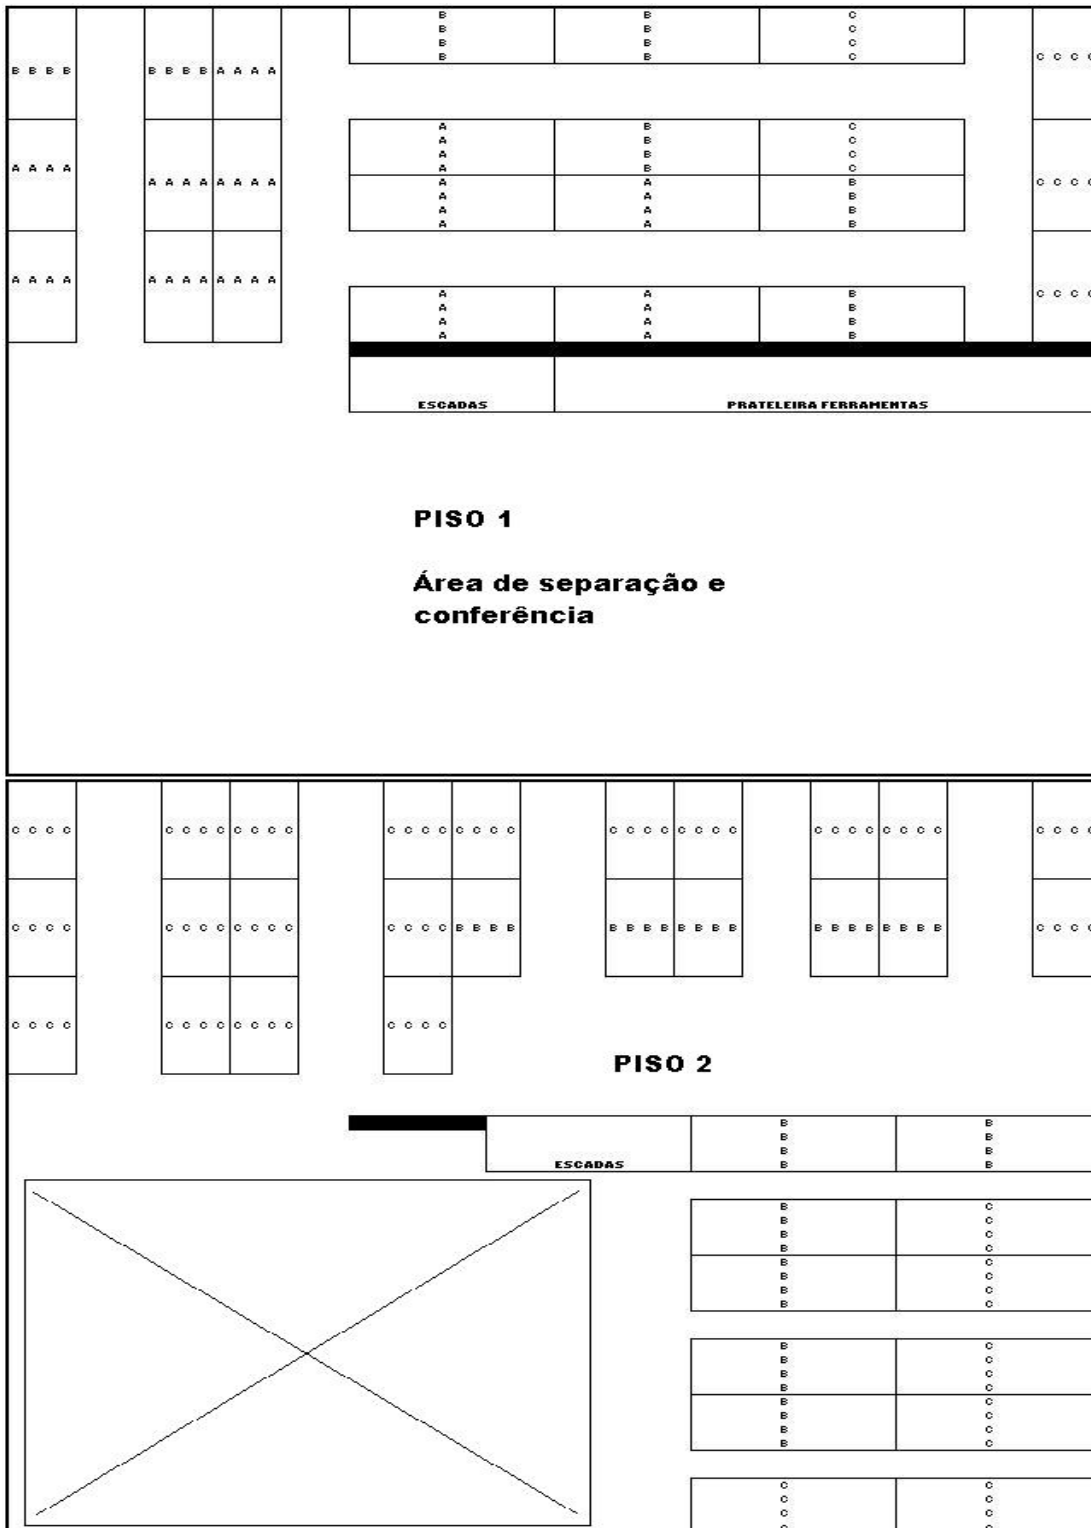 B
B
C
B
B
C
B
B
C
B
B
C
B B B B
B B B B A A A A
C C C C
A
B
C
A
B
C
A
B
C
A
B
C
A A A A
A A A A A A A A
C C C C
A
A
B
A
A
B
A
A
B
A
A
B
A A A A
A A A A A A A A
C C C C
A
A
B
A
A
B
A
A
B
A
A
B
ESCADAS
PRATELEIRA FERRAMENTAS
PISO 1
Área de separação e
conferência
C C C C
C C C C C C C C
C C C C C C C C
C C C C C C C C
C C C C C C C C
C C C C
C C C C
C C C C C C C C
C C C C B B B B
B B B B B B B B
B B B B B B B B
C C C C
C C C C
C C C C C C C C
C C C C
PISO 2
B
B
B
B
B
B
B
B
ESCADAS
B
C
B
C
B
C
B
C
B
C
B
C
B
C
B
C
B
C
B
C
B
C
B
C
B
C
B
C
B
C
B
C
C
C
C
C